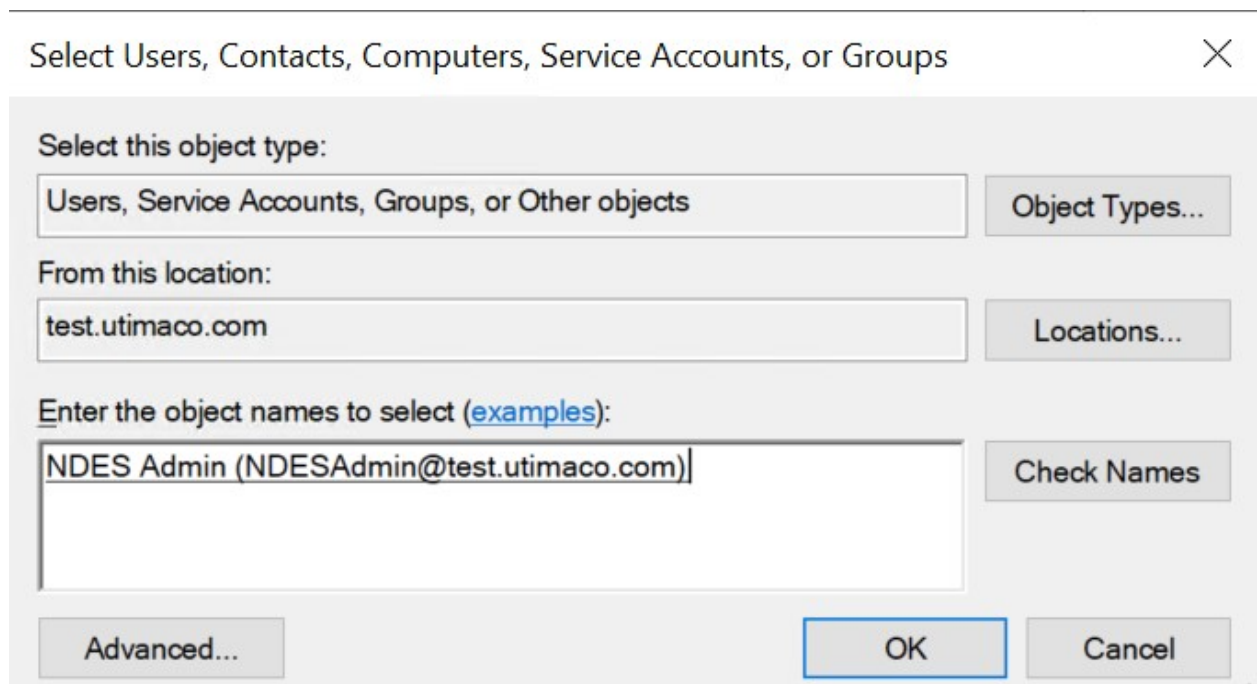 Select Users, Contacts, Computers, Service Accounts, or Groups
Select this object type:
Users, Service Accounts, Groups, or Other objects
Object Types...
From this location:
test.utimaco.com
Locations...
Enter the object names to select (examples):
NDES Admin (NDESAdmin@test.utimaco.com)
Check Names
Advanced...
OK
Cancel